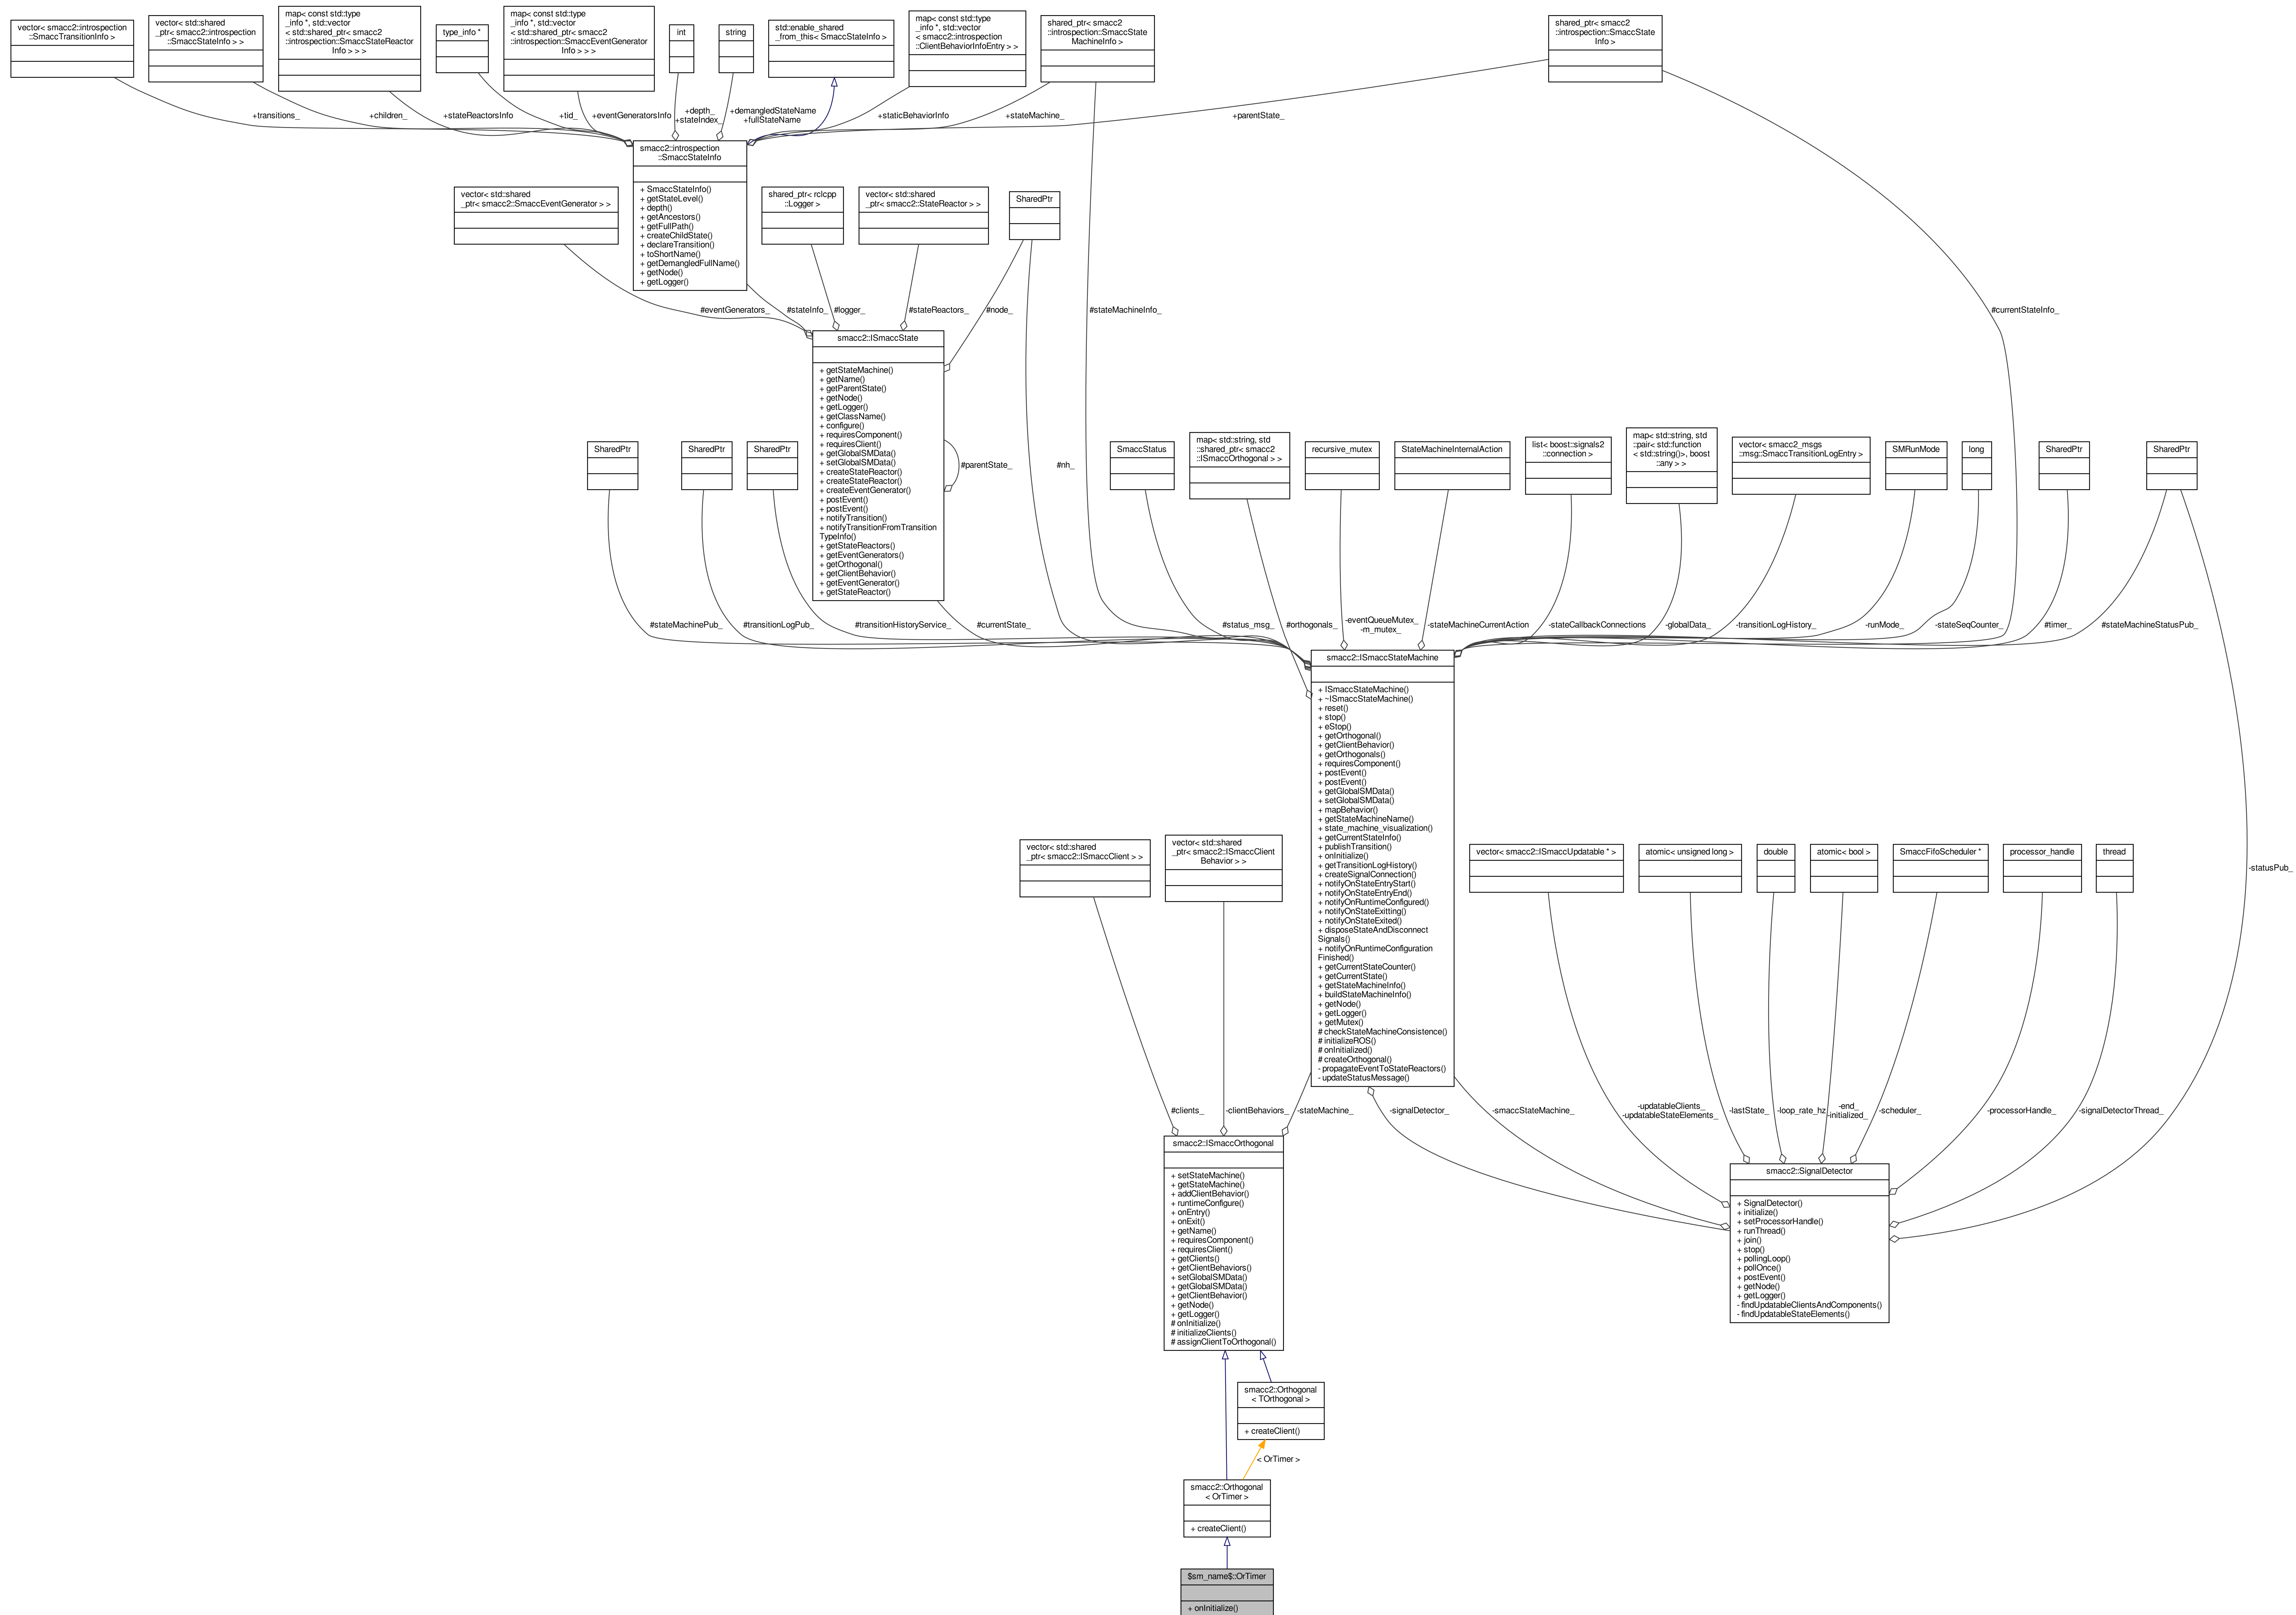 vector< smacc2::introspection
::SmaccTransitionInfo >
vector< std::shared
_ptr< smacc2::introspection
::SmaccStateInfo > >
map< const std::type
_info *, std::vector
< std::shared_ptr< smacc2
::introspection::SmaccStateReactor
Info > > >
type_info *
map< const std::type
_info *, std::vector
< std::shared_ptr< smacc2
::introspection::SmaccEventGenerator
Info > > >
int
string
std::enable_shared
_from_this< SmaccStateInfo >
map< const std::type
_info *, std::vector
< smacc2::introspection
::ClientBehaviorInfoEntry > >
shared_ptr< smacc2
::introspection::SmaccState
MachineInfo >
shared_ptr< smacc2
::introspection::SmaccState
Info >
+transitions_
+children_
+stateReactorsInfo
+tid_
+eventGeneratorsInfo
+depth_
+stateIndex_
+demangledStateName
+fullStateName
+staticBehaviorInfo
+stateMachine_
+parentState_
smacc2::introspection
::SmaccStateInfo
+ SmaccStateInfo()
+ getStateLevel()
+ depth()
+ getAncestors()
+ getFullPath()
+ createChildState()
+ declareTransition()
+ toShortName()
+ getDemangledFullName()
+ getNode()
+ getLogger()
vector< std::shared
_ptr< smacc2::SmaccEventGenerator > >
shared_ptr< rclcpp
::Logger >
vector< std::shared
_ptr< smacc2::StateReactor > >
SharedPtr
#eventGenerators_
#stateInfo_
#logger_
#stateReactors_
#node_
#stateMachineInfo_
#currentStateInfo_
smacc2::ISmaccState
+ getStateMachine()
+ getName()
+ getParentState()
+ getNode()
+ getLogger()
+ getClassName()
+ configure()
+ requiresComponent()
+ requiresClient()
+ getGlobalSMData()
+ setGlobalSMData()
+ createStateReactor()
+ createStateReactor()
+ createEventGenerator()
+ postEvent()
+ postEvent()
+ notifyTransition()
+ notifyTransitionFromTransition
TypeInfo()
+ getStateReactors()
+ getEventGenerators()
+ getOrthogonal()
+ getClientBehavior()
+ getEventGenerator()
+ getStateReactor()
#parentState_
#nh_
SharedPtr
SharedPtr
SharedPtr
SmaccStatus
map< std::string, std
::shared_ptr< smacc2
::ISmaccOrthogonal > >
recursive_mutex
StateMachineInternalAction
list< boost::signals2
::connection >
map< std::string, std
::pair< std::function
< std::string()>, boost
::any > >
vector< smacc2_msgs
::msg::SmaccTransitionLogEntry >
SMRunMode
long
SharedPtr
SharedPtr
#stateMachinePub_
#transitionLogPub_
#transitionHistoryService_
#currentState_
#status_msg_
#orthogonals_
-eventQueueMutex_
-m_mutex_
-stateMachineCurrentAction
-stateCallbackConnections
-globalData_
-transitionLogHistory_
-runMode_
-stateSeqCounter_
#timer_
#stateMachineStatusPub_
smacc2::ISmaccStateMachine
+ ISmaccStateMachine()
+ ~ISmaccStateMachine()
+ reset()
+ stop()
+ eStop()
+ getOrthogonal()
+ getClientBehavior()
+ getOrthogonals()
+ requiresComponent()
+ postEvent()
+ postEvent()
+ getGlobalSMData()
+ setGlobalSMData()
+ mapBehavior()
+ getStateMachineName()
+ state_machine_visualization()
+ getCurrentStateInfo()
+ publishTransition()
+ onInitialize()
+ getTransitionLogHistory()
+ createSignalConnection()
+ notifyOnStateEntryStart()
+ notifyOnStateEntryEnd()
+ notifyOnRuntimeConfigured()
+ notifyOnStateExitting()
+ notifyOnStateExited()
+ disposeStateAndDisconnect
Signals()
+ notifyOnRuntimeConfiguration
Finished()
+ getCurrentStateCounter()
+ getCurrentState()
+ getStateMachineInfo()
+ buildStateMachineInfo()
+ getNode()
+ getLogger()
+ getMutex()
# checkStateMachineConsistence()
# initializeROS()
# onInitialized()
# createOrthogonal()
- propagateEventToStateReactors()
- updateStatusMessage()
vector< std::shared
_ptr< smacc2::ISmaccClient > >
vector< std::shared
_ptr< smacc2::ISmaccClient
Behavior > >
vector< smacc2::ISmaccUpdatable * >
atomic< unsigned long >
double
atomic< bool >
SmaccFifoScheduler *
processor_handle
thread
-statusPub_
#clients_
-clientBehaviors_
-stateMachine_
-signalDetector_
-smaccStateMachine_
-updatableClients_
-updatableStateElements_
-lastState_
-loop_rate_hz
-end_
-initialized_
-scheduler_
-processorHandle_
-signalDetectorThread_
smacc2::ISmaccOrthogonal
+ setStateMachine()
+ getStateMachine()
+ addClientBehavior()
+ runtimeConfigure()
+ onEntry()
+ onExit()
+ getName()
+ requiresComponent()
+ requiresClient()
+ getClients()
+ getClientBehaviors()
+ setGlobalSMData()
+ getGlobalSMData()
+ getClientBehavior()
+ getNode()
+ getLogger()
# onInitialize()
# initializeClients()
# assignClientToOrthogonal()
smacc2::SignalDetector
+ SignalDetector()
+ initialize()
+ setProcessorHandle()
+ runThread()
+ join()
+ stop()
+ pollingLoop()
+ pollOnce()
+ postEvent()
+ getNode()
+ getLogger()
- findUpdatableClientsAndComponents()
- findUpdatableStateElements()
smacc2::Orthogonal
< TOrthogonal >
+ createClient()
< OrTimer >
smacc2::Orthogonal
< OrTimer >
+ createClient()
$sm_name$::OrTimer
+ onInitialize()